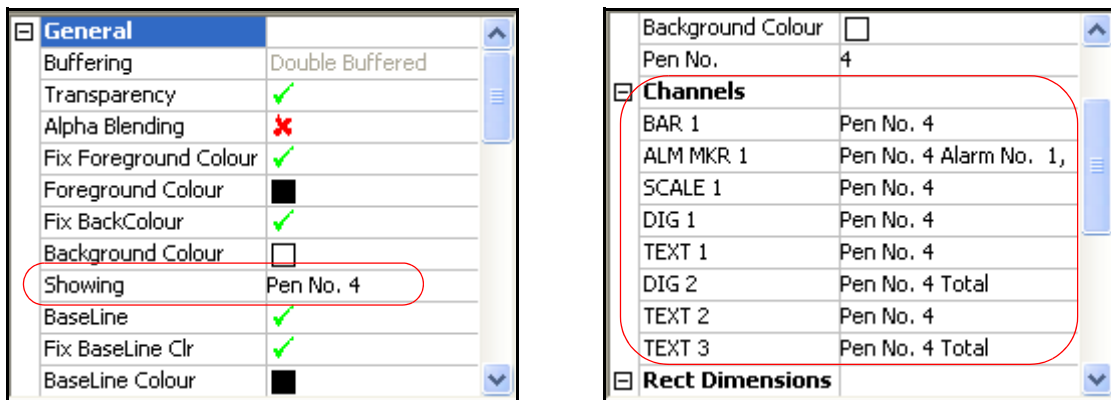 General
Buffering Double Buffered
Transparency
Alpha Blending
Fix Foreground Colour
Foreground Colour
Fix BackColour
Background Colour
Showing Pen No. 4
BaseLine
Fix BaseLine Clr
BaseLine Colour
Background Colour
Pen No. 4
Channels
BAR 1 Pen No. 4
ALM MKR 1 Pen No. 4 Alarm No. 1,
SCALE 1 Pen No. 4
DIG 1 Pen No. 4
TEXT 1 Pen No. 4
DIG 2 Pen No. 4 Total
TEXT 2 Pen No. 4
TEXT 3 Pen No. 4 Total
Rect Dimensions